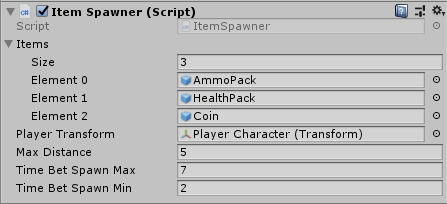 Item Spawner (Script)
Script ItemSpawner
Items
Size 3
Element 0 AmmoPack
Element 1 HealthPack
Element 2 Coin
Player Transform Player Character (Transform)
Max Distance 5
Time Bet Spawn Max 7
Time Bet Spawn Min 2